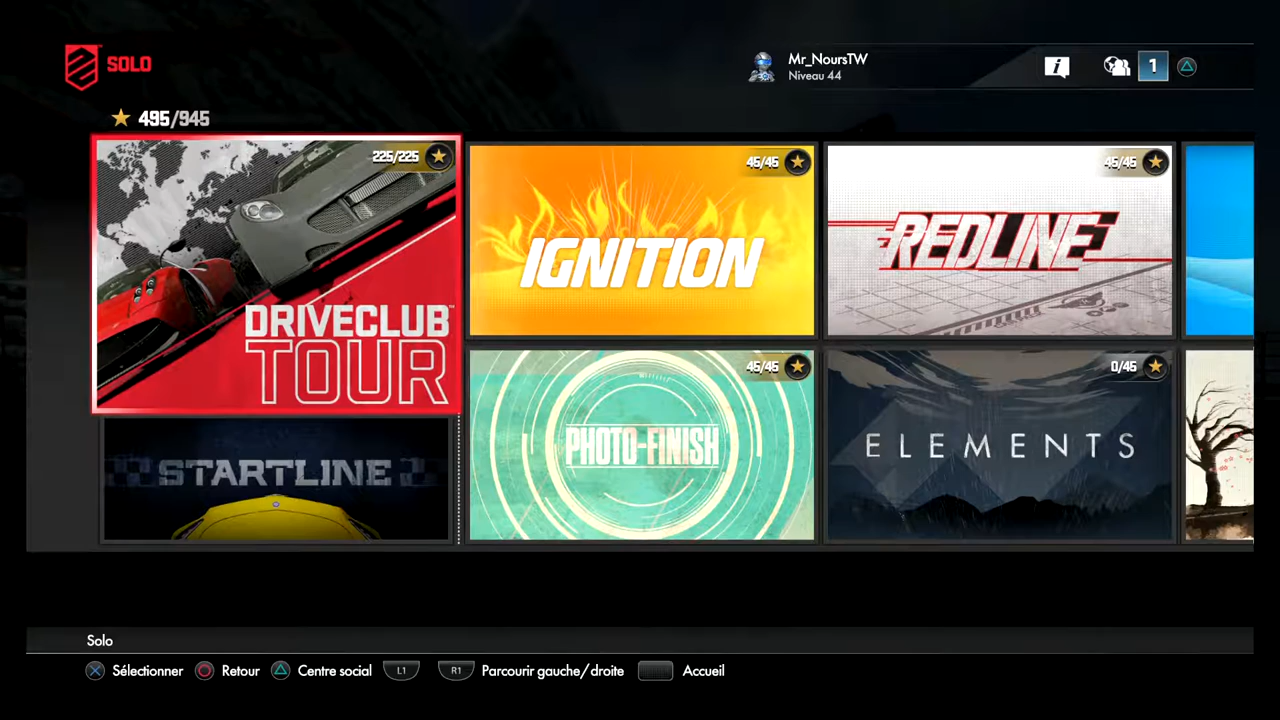 SOLO
Mr_NoursTW
Niveau 44
1
495/945
225/225
DRIVECLUB™
TOUR
45/45
IGNITION
45/45
REDLINE
STARTLINE
45/45
PHOTO-FINISH
0/45
ELEMENTS
Solo
Sélectionner
Retour
Centre social
L1
R1
Parcourir gauche/droite
Accueil